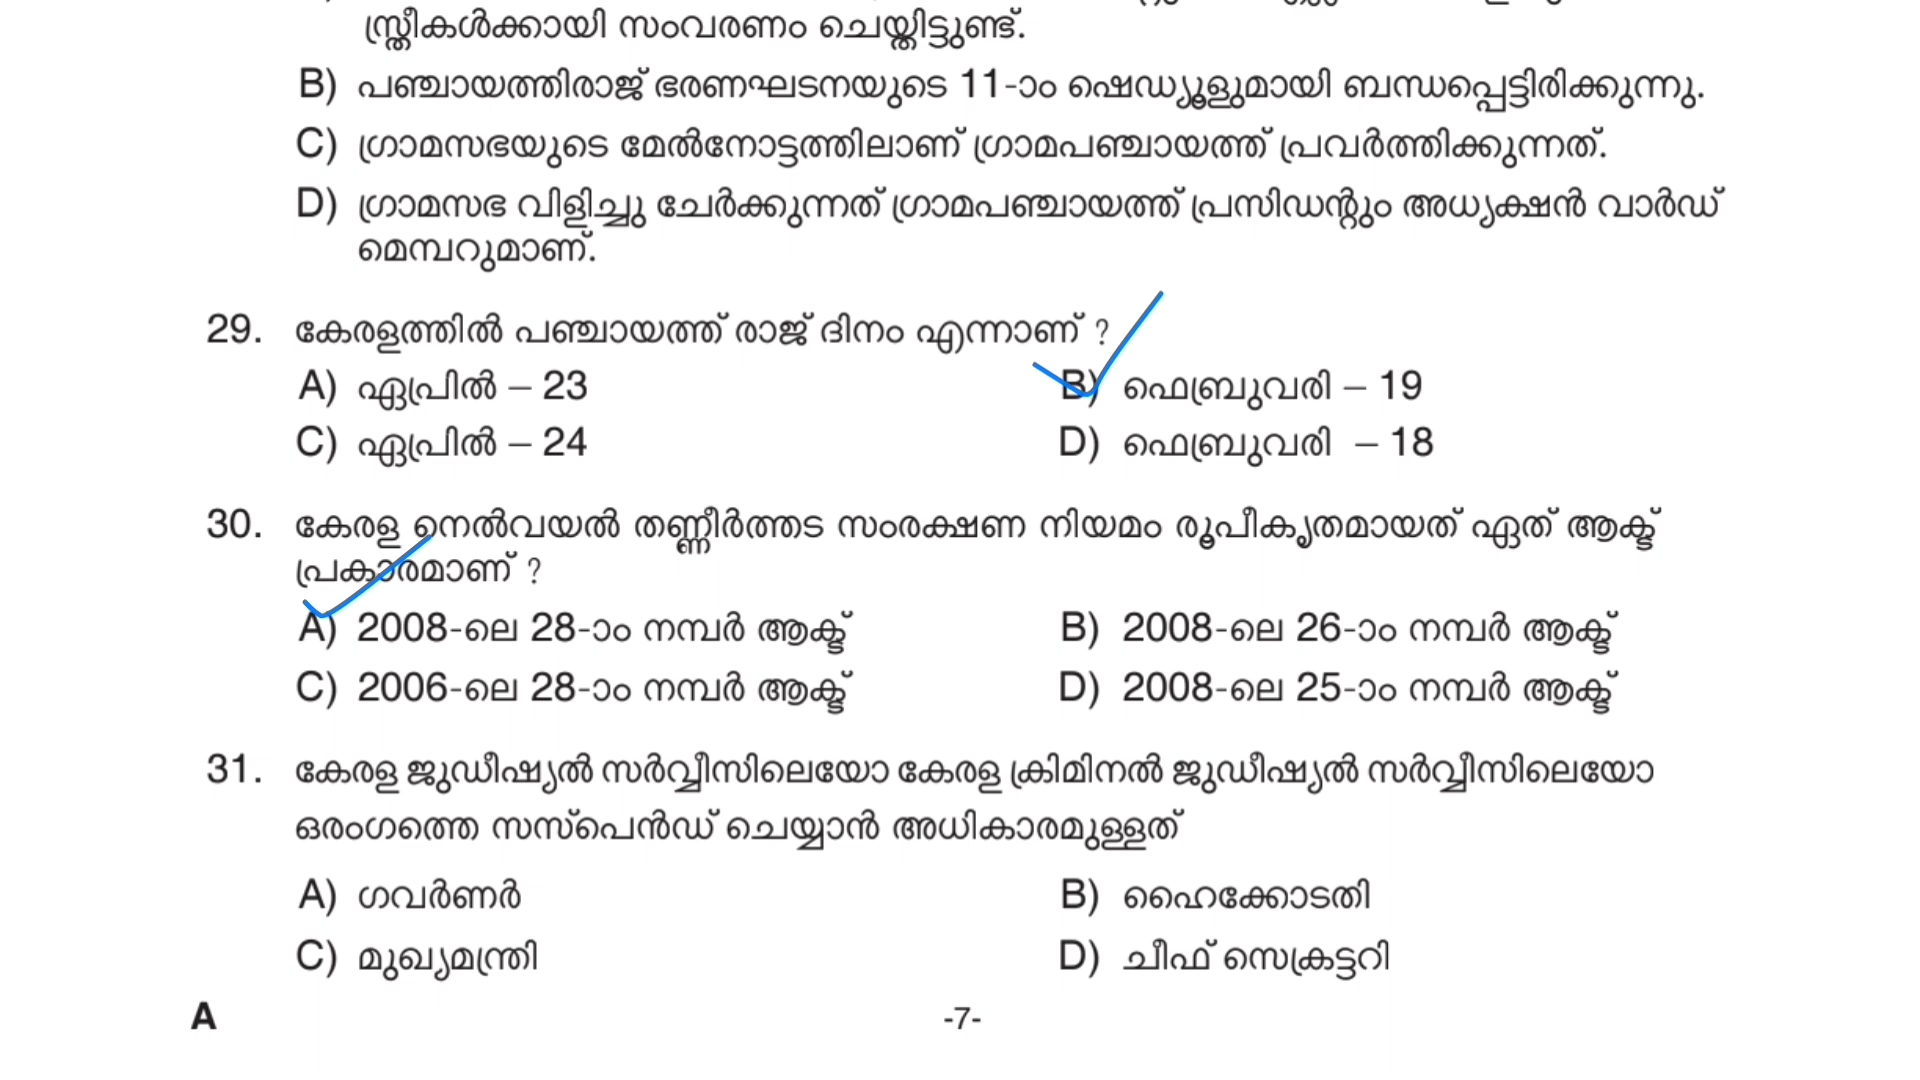 സ്ത്രീകൾക്കായി സംവരണം ചെയ്തിട്ടുണ്ട്.
B) പഞ്ചായത്തിരാജ് ഭരണഘടനയുടെ 11-ാം ഷെഡ്യൂളുമായി ബന്ധപ്പെട്ടിരിക്കുന്നു.
C) ഗ്രാമസഭയുടെ മേൽനോട്ടത്തിലാണ് ഗ്രാമപഞ്ചായത്ത് പ്രവർത്തിക്കുന്നത്.
D) ഗ്രാമസഭ വിളിച്ചു ചേർക്കുന്നത് ഗ്രാമപഞ്ചായത്ത് പ്രസിഡന്റും അധ്യക്ഷൻ വാർഡ്
മെമ്പറുമാണ്.
29. കേരളത്തിൽ പഞ്ചായത്ത് രാജ് ദിനം എന്നാണ് ?
A) ഏപ്രിൽ – 23 B) ഫെബ്രുവരി – 19
C) ഏപ്രിൽ – 24 D) ഫെബ്രുവരി – 18
30. കേരള നെൽവയൽ തണ്ണീർത്തട സംരക്ഷണ നിയമം രൂപീകൃതമായത് ഏത് ആക്ട്
പ്രകാരമാണ് ?
A) 2008-ലെ 28-ാം നമ്പർ ആക്ട് B) 2008-ലെ 26-ാം നമ്പർ ആക്ട്
C) 2006-ലെ 28-ാം നമ്പർ ആക്ട് D) 2008-ലെ 25-ാം നമ്പർ ആക്ട്
31. കേരള ജുഡീഷ്യൽ സർവ്വീസിലെയോ കേരള ക്രിമിനൽ ജുഡീഷ്യൽ സർവ്വീസിലെയോ
ഒരംഗത്തെ സസ്പെൻഡ് ചെയ്യാൻ അധികാരമുള്ളത്
A) ഗവർണർ B) ഹൈക്കോടതി
C) മുഖ്യമന്ത്രി D) ചീഫ് സെക്രട്ടറി
A -7-